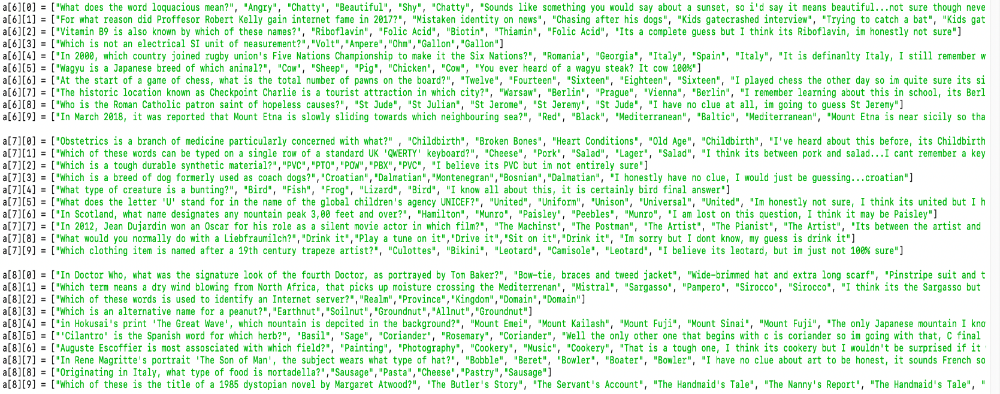 a[6][0] = ["What does the word loquacious mean?", "Angry", "Chatty", "Beautiful", "Shy", "Chatty", "Sounds like something you would say about a sunset, so i'd say it means beautiful...not sure though neve
a[6][1] = ["For what reason did Proffesor Robert Kelly gain internet fame in 2017?", "Mistaken identity on news", "Chasing after his dogs", "Kids gatecrashed interview", "Trying to catch a bat", "Kids gat
a[6][2] = ["Vitamin B9 is also known by which of these names?", "Riboflavin", "Folic Acid", "Biotin", "Thiamin", "Folic Acid", "Its a complete guess but I think its Riboflavin, im honestly not sure"]
a[6][3] = ["Which is not an electrical SI unit of measurement?","Volt","Ampere","Ohm","Gallon","Gallon"]
a[6][4] = ["In 2000, which country joined rugby union's Five Nations Championship to make it the Six Nations?", "Romania", "Georgia", "Italy", "Spain", "Italy", "It is definanlty Italy, I still remember w
a[6][5] = ["Wagyu is a Japanese breed of which animal?", "Cow", "Sheep", "Pig", "Chicken", "Cow", "You ever heard of a wagyu steak? It cow 100%"]
a[6][6] = ["At the start of a game of chess, what is the total number of pawns on the board?", "Twelve", "Fourteen", "Sixteen", "Eighteen", "Sixteen", "I played chess the other day so im quite sure its si
a[6][7] = ["The historic location known as Checkpoint Charlie is a tourist attraction in which city?", "Warsaw", "Berlin", "Prague", "Vienna", "Berlin", "I remember learning about this in school, its Berl
a[6][8] = ["Who is the Roman Catholic patron saint of hopeless causes?", "St Jude", "St Julian", "St Jerome", "St Jeremy", "St Jude", "I have no clue at all, im going to guess St Jeremy"]
a[6][9] = ["In March 2018, it was reported that Mount Etna is slowly sliding towards which neighbouring sea?", "Red", "Black", "Mediterranean", "Baltic", "Mediterranean", "Mount Etna is near sicily so tha
a[7][0] = ["Obstetrics is a branch of medicine particularly concerned with what?" , "Childbirth", "Broken Bones", "Heart Conditions", "Old Age", "Childbirth", "I've heard about this before, its Childbirth
a[7][1] = ["Which of these words can be typed on a single row of a standard UK 'QWERTY' keyboard?", "Cheese", "Pork", "Salad", "Lager", "Salad", "I think its between pork and salad...I cant remember a key
a[7][2] = ["Which is a tough durable synthetic material?","PVC","PTO","POW","PBX","PVC", "I believe its PVC but im not entirely sure"]
a[7][3] = ["Which is a breed of dog formerly used as coach dogs?","Croatian","Dalmatian","Montenegran","Bosnian","Dalmatian", "I honestly have no clue, I would just be guessing...croatian"]
a[7][4] = ["What type of creature is a bunting?", "Bird", "Fish", "Frog", "Lizard", "Bird", "I know all about this, it is certainly bird final answer"]
a[7][5] = ["What does the letter 'U' stand for in the name of the global children's agency UNICEF?", "United", "Uniform", "Unison", "Universal", "United", "Im honestly not sure, I think its united but I h
a[7][6] = ["In Scotland, what name designates any mountain peak 3,00 feet and over?", "Hamilton", "Munro", "Paisley", "Peebles", "Munro", "I am lost on this question, I think it may be Paisley"]
a[7][7] = ["In 2012, Jean Dujardin won an Oscar for his role as a silent movie actor in which film?", "The Machinst", "The Postman", "The Artist", "The Pianist", "The Artist", "Its between the artist and
a[7][8] = ["What would you normally do with a Liebfraumilch?","Drink it","Play a tune on it","Drive it","Sit on it","Drink it", "Im sorry but I dont know, my guess is drink it"]
a[7][9] = ["Which clothing item is named after a 19th century trapeze artist?", "Culottes", "Bikini", "Leotard", "Camisole", "Leotard", "I believe its leotard, but im just not 100% sure"]
a[8][0] = ["In Doctor Who, what was the signature look of the fourth Doctor, as portrayed by Tom Baker?", "Bow-tie, braces and tweed jacket", "Wide-brimmed hat and extra long scarf", "Pinstripe suit and t
a[8][1] = ["Which term means a dry wind blowing from North Africa, that picks up moisture crossing the Mediterrenan", "Mistral", "Sargasso", "Pampero", "Sirocco", "Sirocco", "I think its the Sargasso but
a[8][2] = ["Which of these words is used to identify an Internet server?","Realm","Province","Kingdom","Domain","Domain"]
a[8][3] = ["Which is an alternative name for a peanut?","Earthnut","Soilnut","Groundnut","Allnut","Groundnut"]
a[8][4] = ["in Hokusai's print 'The Great Wave', which mountain is depcited in the background?", "Mount Emei", "Mount Kailash", "Mount Fuji", "Mount Sinai", "Mount Fuji", "The only Japanese mountain I kno
a[8][5] = ["'Cilantro' is the Spanish word for which herb?", "Basil", "Sage", "Coriander", "Rosemary", "Coriander", "Well the only other one that begins with c is coriander so im going with that, C final
a[8][6] = ["Auguste Escoffier is most assosciated with which field?", "Painting", "Photography", "Cookery", "Music", "Cookery", "That is a tough one, I think its cookery but I wouldn't be surprised if it
a[8][7] = ["In Rene Magritte's portrait 'The Son of Man', the subject wears what type of hat?", "Bobble", "Beret", "Bowler", "Boater", "Bowler", "I have no clue about art to be honest, it sounds French so
a[8][8] = ["Originating in Italy, what type of food is mortadella?","Sausage","Pasta","Cheese","Pastry","Sausage"]
a[8][9] = ["Which of these is the title of a 1985 dystopian novel by Margaret Atwood?", "The Butler's Story", "The Servant's Account", "The Handmaid's Tale", "The Nanny's Report", "The Handmaid's Tale", "